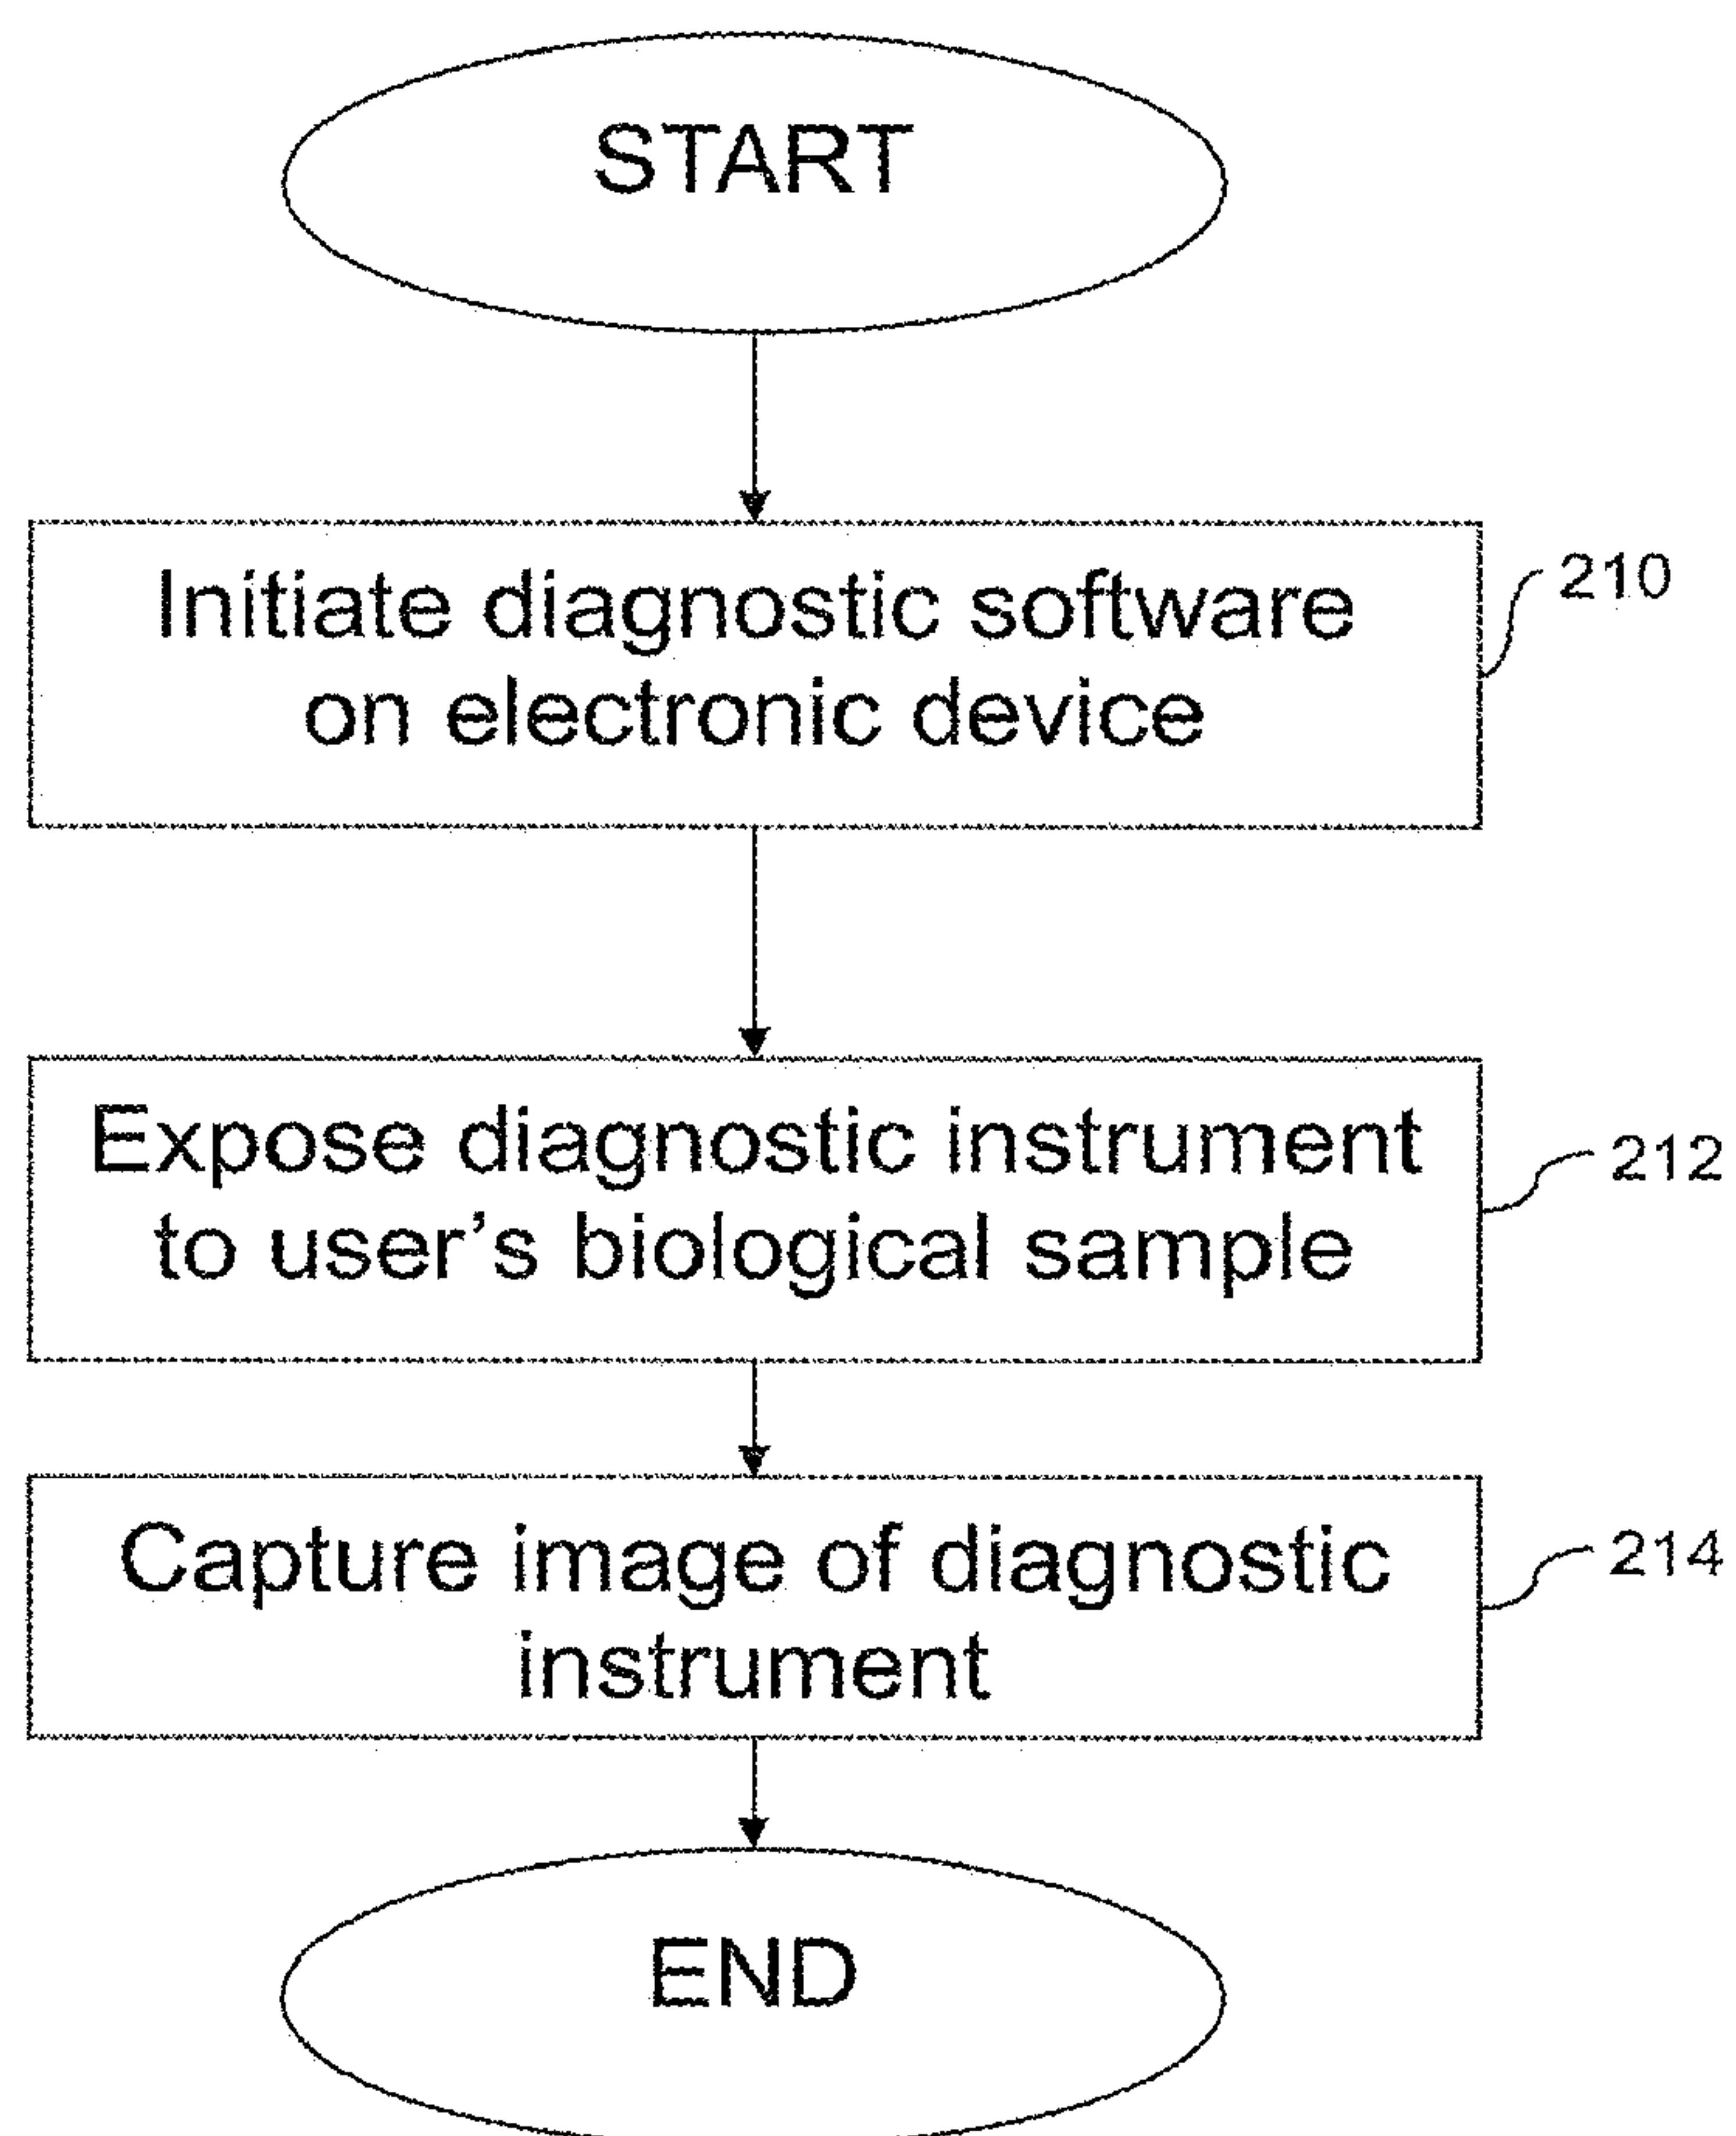 START
Initiate diagnostic software
on electronic device
210
Expose diagnostic instrument
to user's biological sample
212
Capture image of diagnostic
instrument
214
END